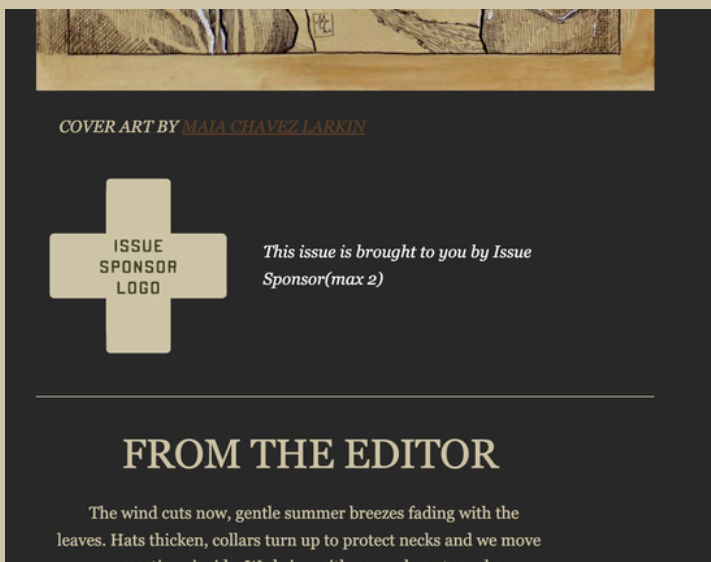 COVER ART BY MAIA CHAVEZ LARKIN
ISSUE
SPONSOR
LOGO
This issue is brought to you by Issue
Sponsor(max 2)
FROM THE EDITOR
The wind cuts now, gentle summer breezes fading with the
leaves. Hats thicken, collars turn up to protect necks and we move